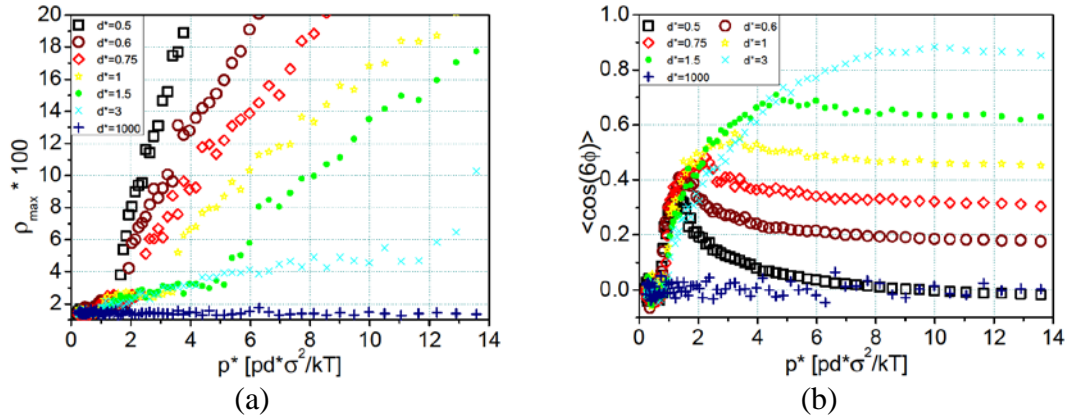 20
18
16
14
12
10
8
6
4
2
ρmax * 100
d*=0.5
d*=0.6
d*=0.75
d*=1
d*=1.5
d*=3
d*=1000
0 2 4 6 8 10 12 14
p* [pd*σ²/kT]
(a)
1.0
0.8
0.6
0.4
0.2
0.0
<cos(6ϕ)>
d*=0.5 d*=0.6
d*=0.75 d*=1
d*=1.5 d*=3
d*=1000
0 2 4 6 8 10 12 14
p* [pd*σ²/kT]
(b)